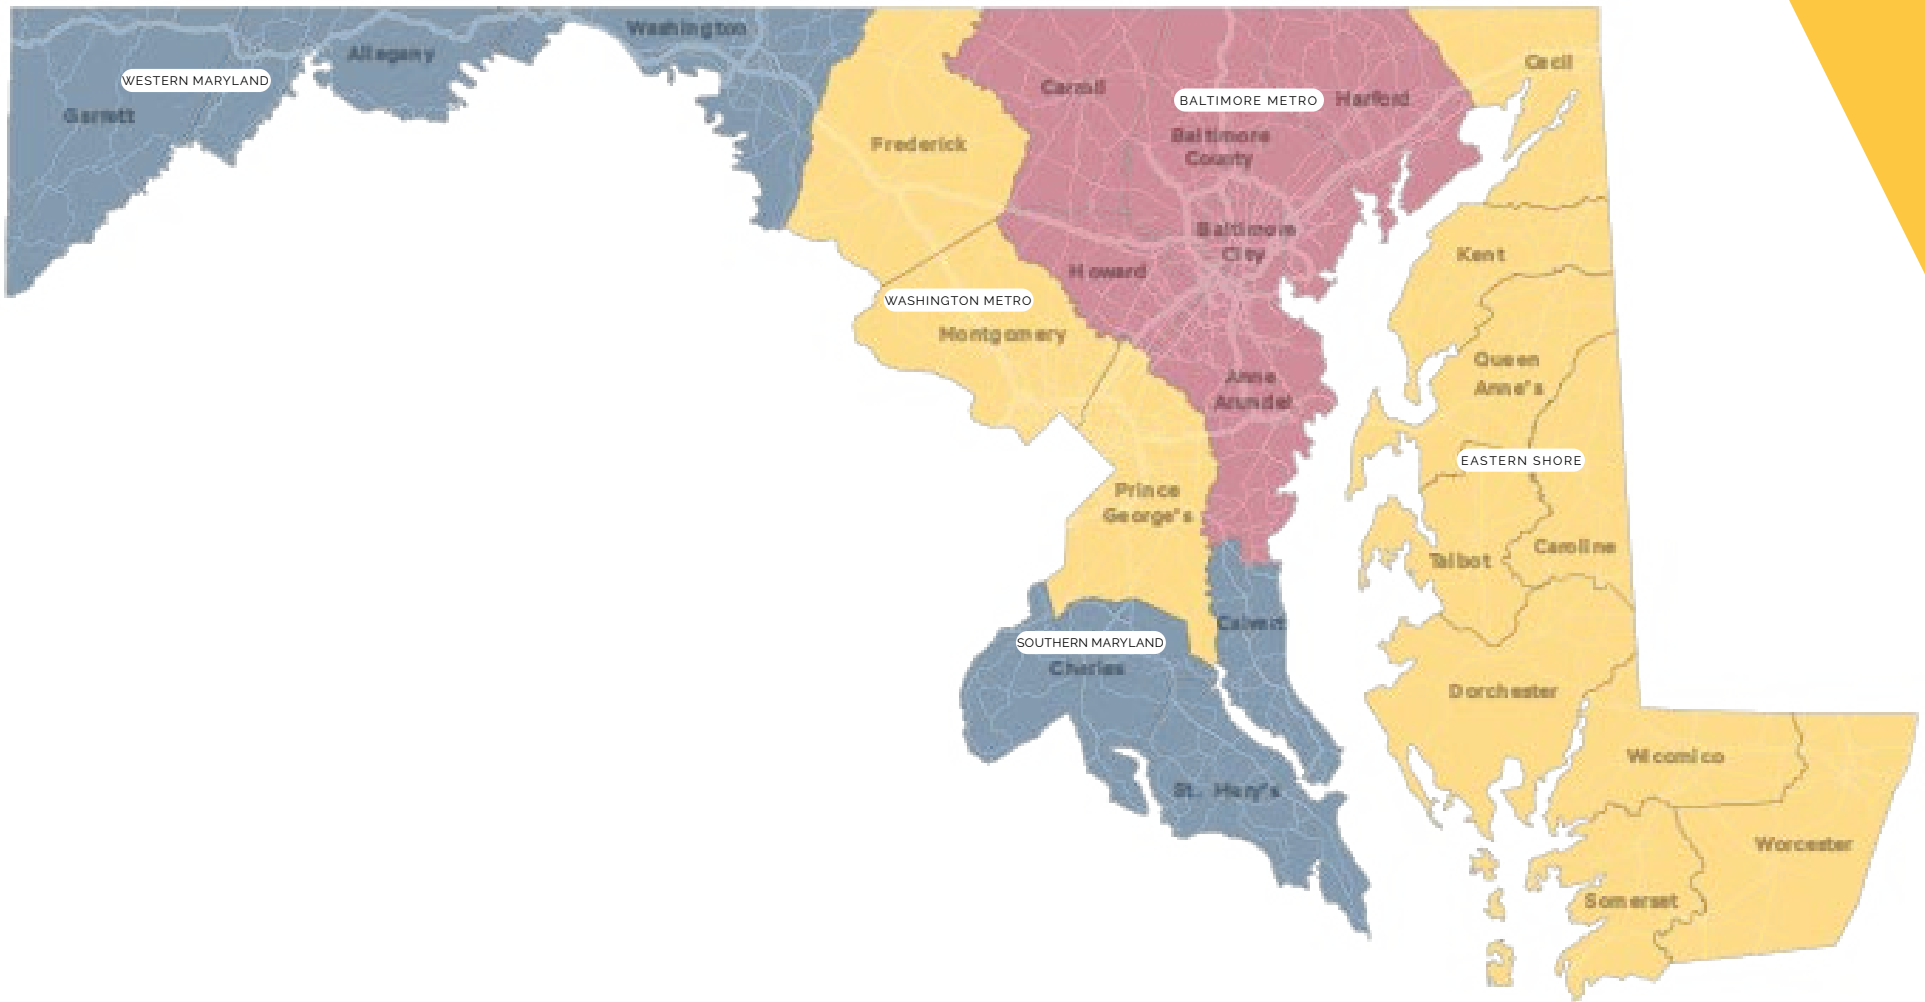 Washington
Allegany
WESTERN MARYLAND
Garrett
Cecil
Carroll
BALTIMORE METRO
Harford
Baltimore
County
Frederick
Baltimore
City
Kent
Howard
WASHINGTON METRO
Montgomery
Queen
Anne's
Anne
Arundel
EASTERN SHORE
Prince
George's
Caroline
Talbot
Calvert
SOUTHERN MARYLAND
Charles
Dorchester
Wicomico
St. Mary's
Worcester
Somerset